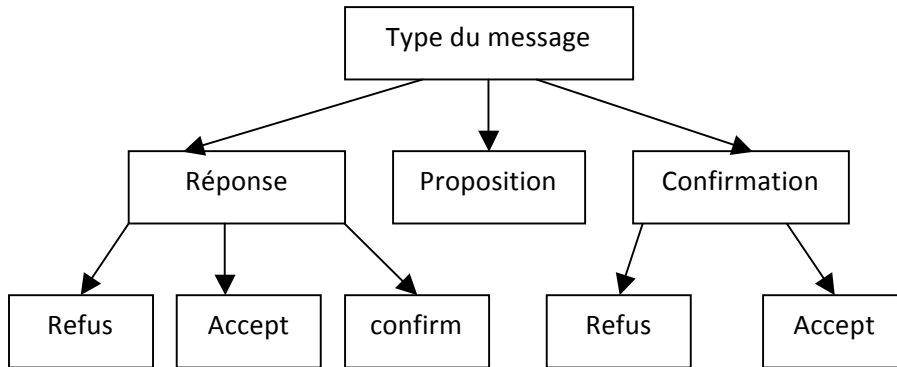 Type du message
Réponse
Proposition
Confirmation
Refus
Accept
confirm
Refus
Accept